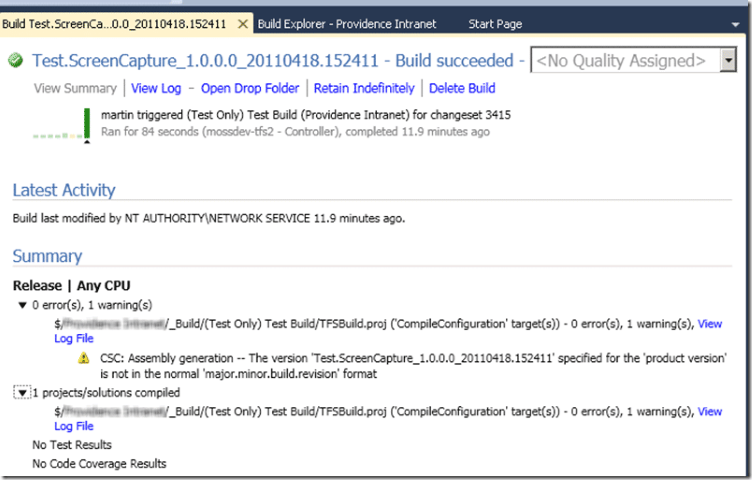 Build Test.ScreenCa...0.0_20110418.152411
Build Explorer - Providence Intranet
Start Page
Test.ScreenCapture_1.0.0.0_20110418.152411 - Build succeeded - <No Quality Assigned>
View Summary | View Log - Open Drop Folder | Retain Indefinitely | Delete Build
martin triggered (Test Only) Test Build (Providence Intranet) for changeset 3415
Ran for 84 seconds (mossdev-tfs2 - Controller), completed 11.9 minutes ago
Latest Activity
Build last modified by NT AUTHORITY\NETWORK SERVICE 11.9 minutes ago.
Summary
Release | Any CPU
0 error(s), 1 warning(s)
$/ /_Build/(Test Only) Test Build/TFSBuild.proj ('CompileConfiguration' target(s)) - 0 error(s), 1 warning(s), View
Log File
CSC: Assembly generation -- The version 'Test.ScreenCapture_1.0.0.0_20110418.152411' specified for the 'product version'
is not in the normal 'major.minor.build.revision' format
1 projects/solutions compiled
$/ /_Build/(Test Only) Test Build/TFSBuild.proj ('CompileConfiguration' target(s)) - 0 error(s), 1 warning(s), View
Log File
No Test Results
No Code Coverage Results